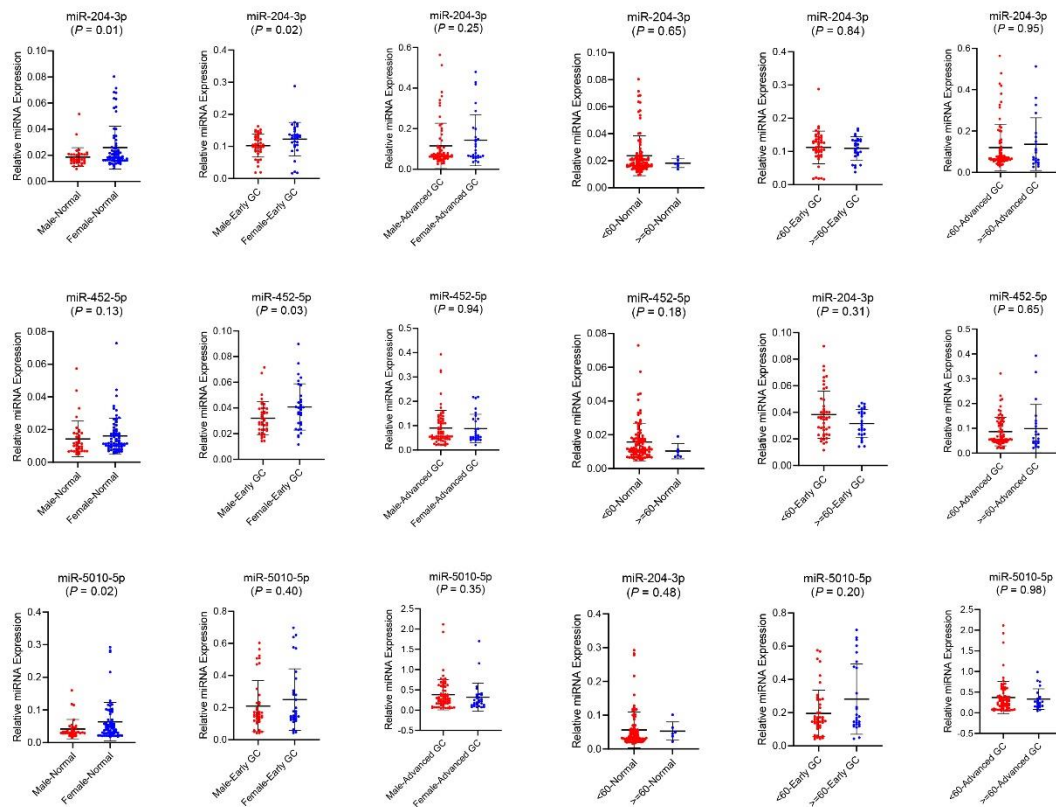 miR-204-3p
(P = 0.01)
Relative miRNA Expression
0.10
0.08
0.06
0.04
0.02
0.00
Male-Normal
Female-Normal
miR-204-3p
(P = 0.02)
Relative miRNA Expression
0.4
0.3
0.2
0.1
0.0
Male-Early GC
Female-Early GC
miR-204-3p
(P = 0.25)
Relative miRNA Expression
0.6
0.4
0.2
0.0
Male-Advanced GC
Female-Advanced GC
miR-204-3p
(P = 0.65)
Relative miRNA Expression
0.10
0.08
0.06
0.04
0.02
0.00
<60-Normal
>=60-Normal
miR-204-3p
(P = 0.84)
Relative miRNA Expression
0.4
0.3
0.2
0.1
0.0
<60-Early GC
>=60-Early GC
miR-204-3p
(P = 0.95)
Relative miRNA Expression
0.6
0.4
0.2
0.0
<60-Advanced GC
>=60-Advanced GC
miR-452-5p
(P = 0.13)
Relative miRNA Expression
0.08
0.06
0.04
0.02
0.00
Male-Normal
Female-Normal
miR-452-5p
(P = 0.03)
Relative miRNA Expression
0.10
0.08
0.06
0.04
0.02
0.00
Male-Early GC
Female-Early GC
miR-452-5p
(P = 0.94)
Relative miRNA Expression
0.5
0.4
0.3
0.2
0.1
0.0
Male-Advanced GC
Female-Advanced GC
miR-452-5p
(P = 0.18)
Relative miRNA Expression
0.08
0.06
0.04
0.02
0.00
<60-Normal
>=60-Normal
miR-204-3p
(P = 0.31)
Relative miRNA Expression
0.10
0.08
0.06
0.04
0.02
0.00
<60-Early GC
>=60-Early GC
miR-452-5p
(P = 0.65)
Relative miRNA Expression
0.5
0.4
0.3
0.2
0.1
0.0
<60-Advanced GC
>=60-Advanced GC
miR-5010-5p
(P = 0.02)
Relative miRNA Expression
0.4
0.3
0.2
0.1
0.0
Male-Normal
Female-Normal
miR-5010-5p
(P = 0.40)
Relative miRNA Expression
0.8
0.6
0.4
0.2
0.0
Male-Early GC
Female-Early GC
miR-5010-5p
(P = 0.35)
Relative miRNA Expression
2.5
2.0
1.5
1.0
0.5
0.0
-0.5
Male-Advanced GC
Female-Advanced GC
miR-204-3p
(P = 0.48)
Relative miRNA Expression
0.4
0.3
0.2
0.1
0.0
<60-Normal
>=60-Normal
miR-5010-5p
(P = 0.20)
Relative miRNA Expression
0.8
0.6
0.4
0.2
0.0
<60-Early GC
>=60-Early GC
miR-5010-5p
(P = 0.98)
Relative miRNA Expression
2.5
2.0
1.5
1.0
0.5
0.0
-0.5
<60-Advanced GC
>=60-Advanced GC